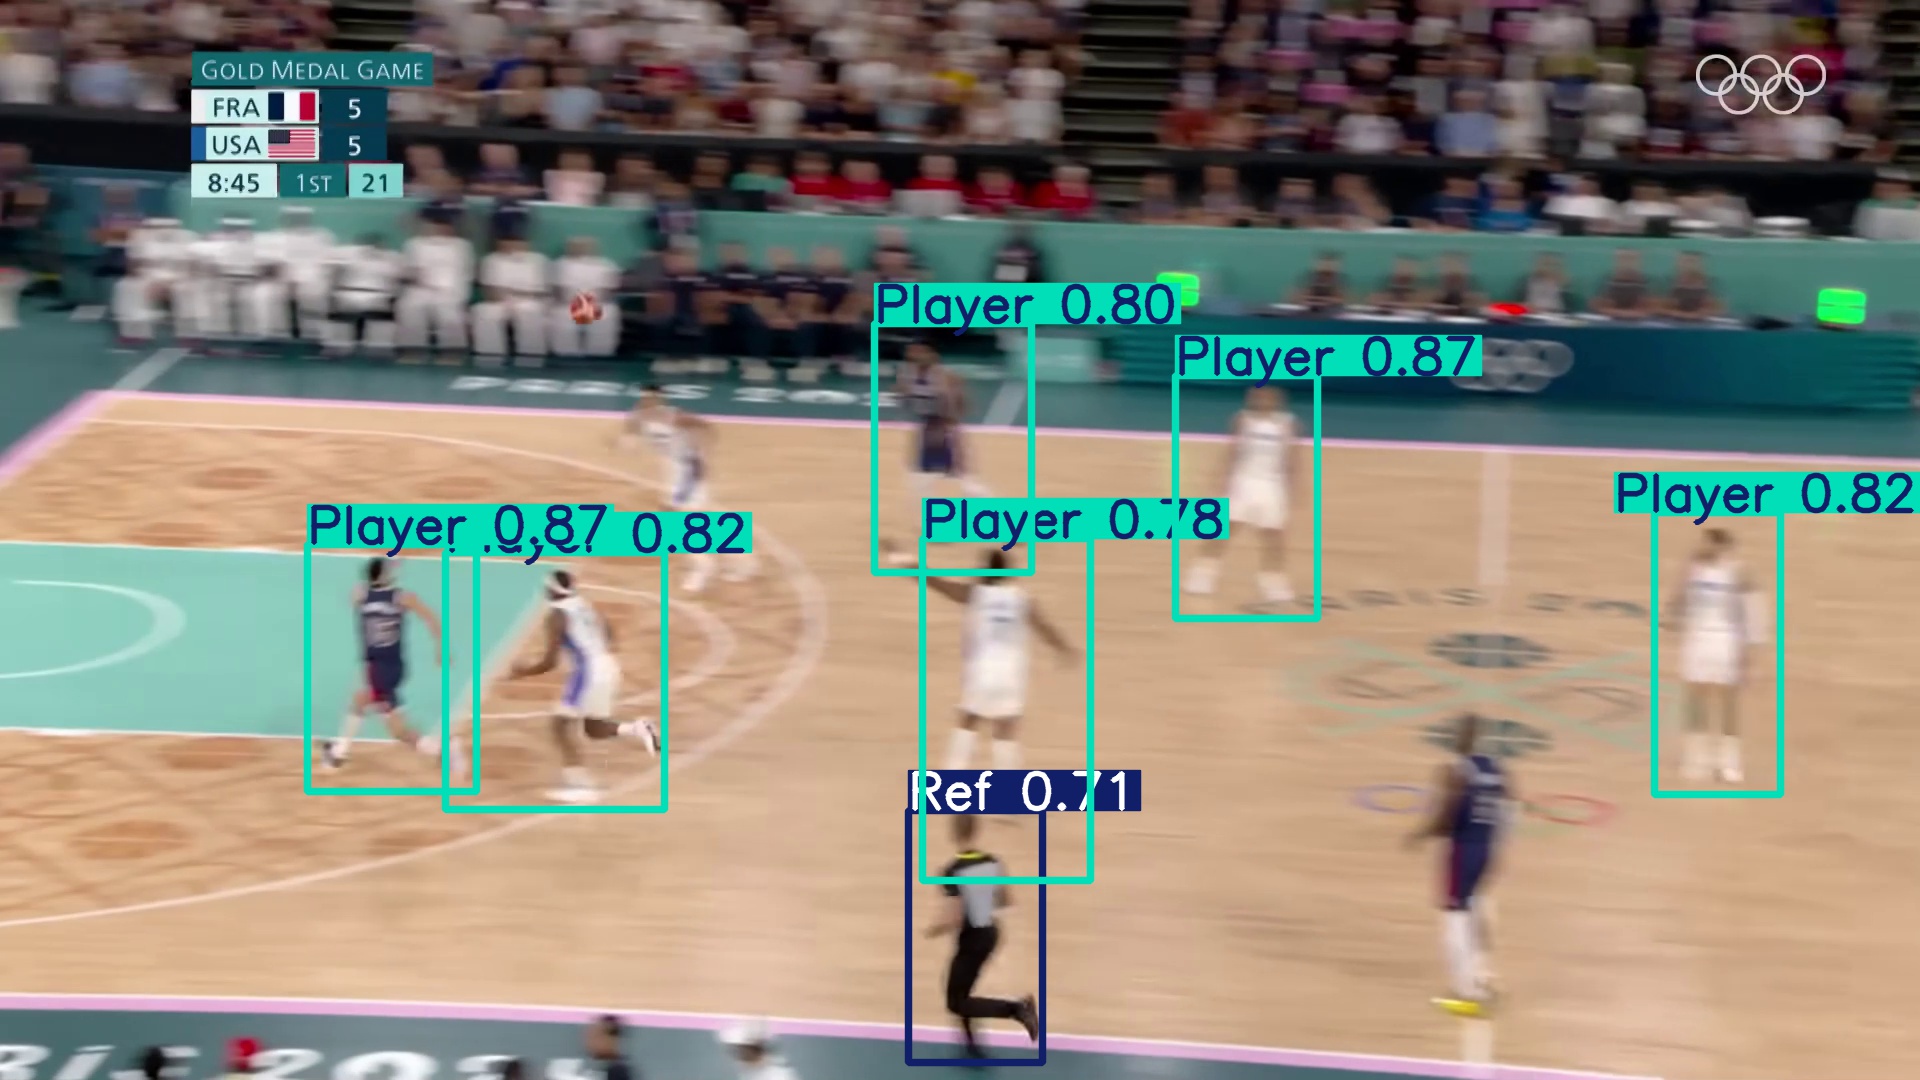 GOLD MEDAL GAME
FRA 5
USA 5
8:45 1ST 21
Player 0.80
Player 0.87
Player 0.82
Player 0.87
0.82
Player 0.78
PARIS
Ref 0.71